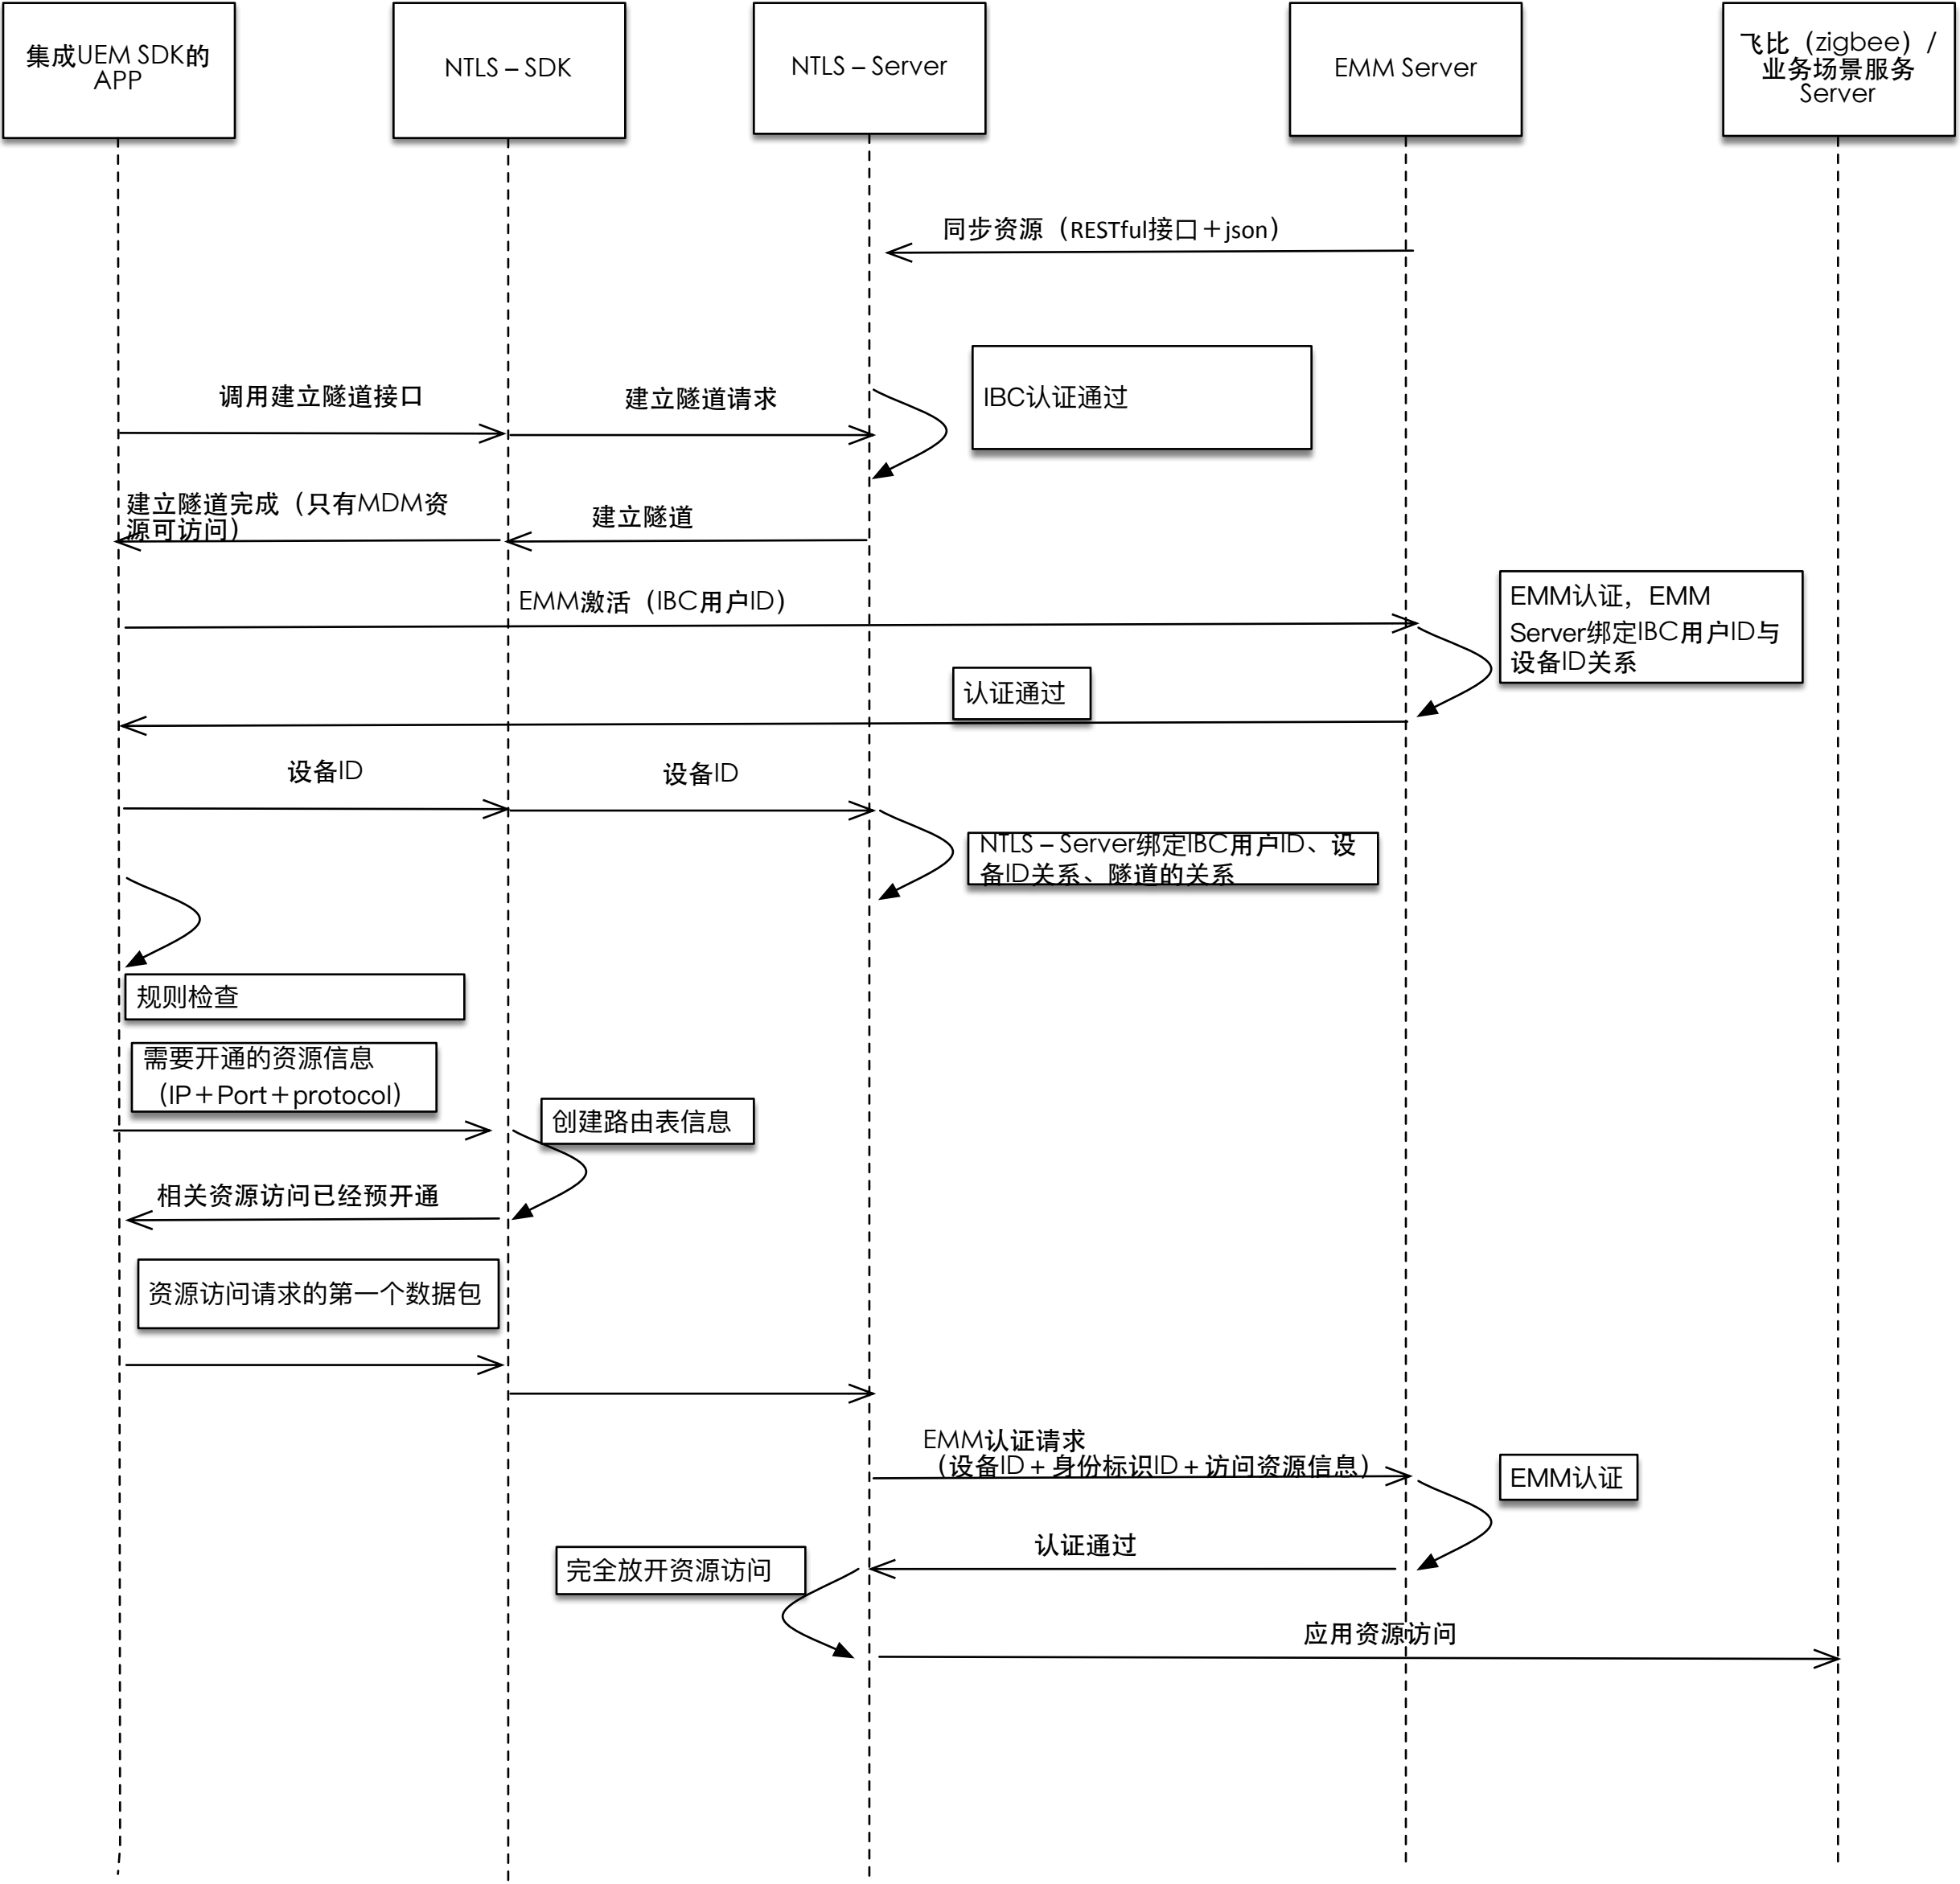 集成UEM SDK的
APP
NTLS – SDK
NTLS – Server
EMM Server
飞比（zigbee）/
业务场景服务
Server
同步资源（RESTful接口＋json）
调用建立隧道接口
建立隧道请求
IBC认证通过
建立隧道完成（只有MDM资
源可访问）
建立隧道
EMM激活（IBC用户ID）
EMM认证，EMM
Server绑定IBC用户ID与
设备ID关系
认证通过
设备ID
设备ID
NTLS – Server绑定IBC用户ID、设
备ID关系、隧道的关系
规则检查
需要开通的资源信息
（IP＋Port＋protocol）
创建路由表信息
相关资源访问已经预开通
资源访问请求的第一个数据包
EMM认证请求
（设备ID＋身份标识ID＋访问资源信息）
EMM认证
认证通过
完全放开资源访问
应用资源访问